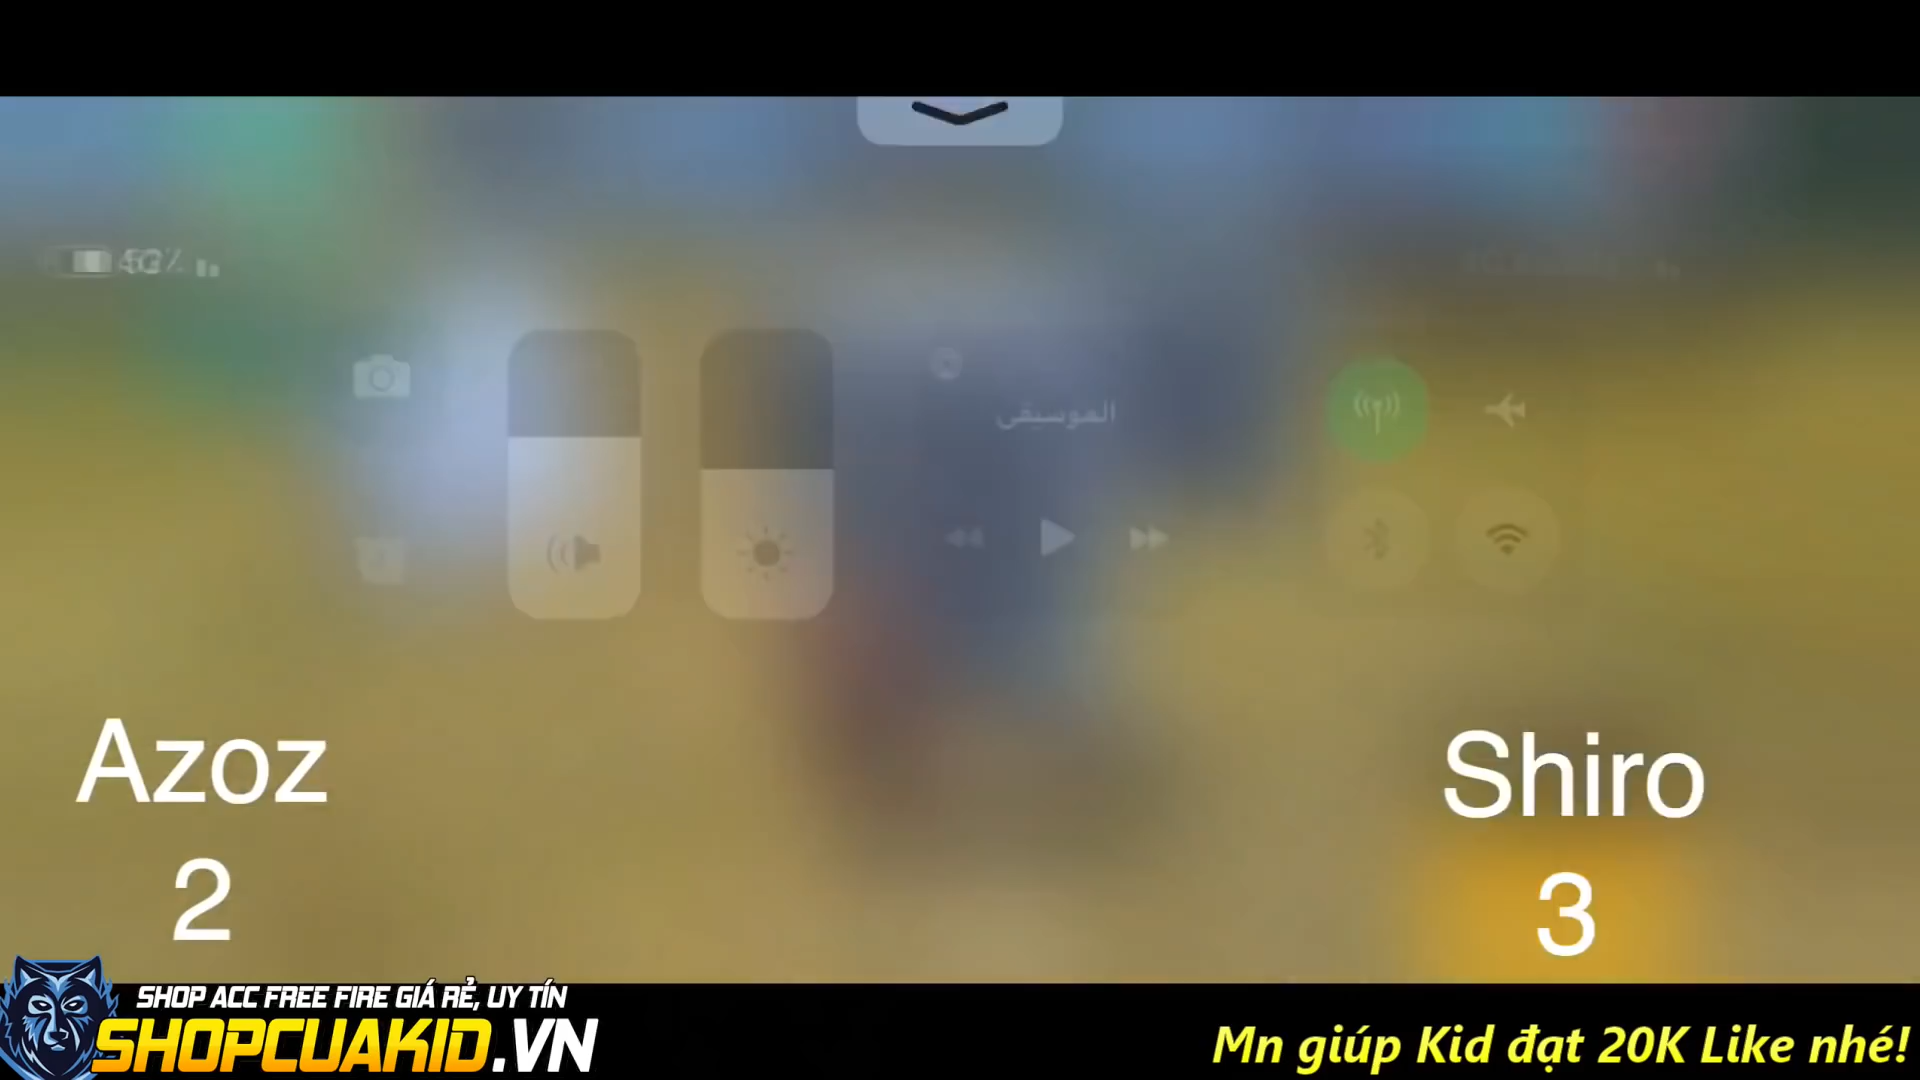 الموسيقى
Azoz
Shiro
2
3
SHOP ACC FREE FIRE GIÁ RẺ, UY TÍN
SHOPCUAKID.VN
Mn giúp Kid đạt 20K Like nhé!